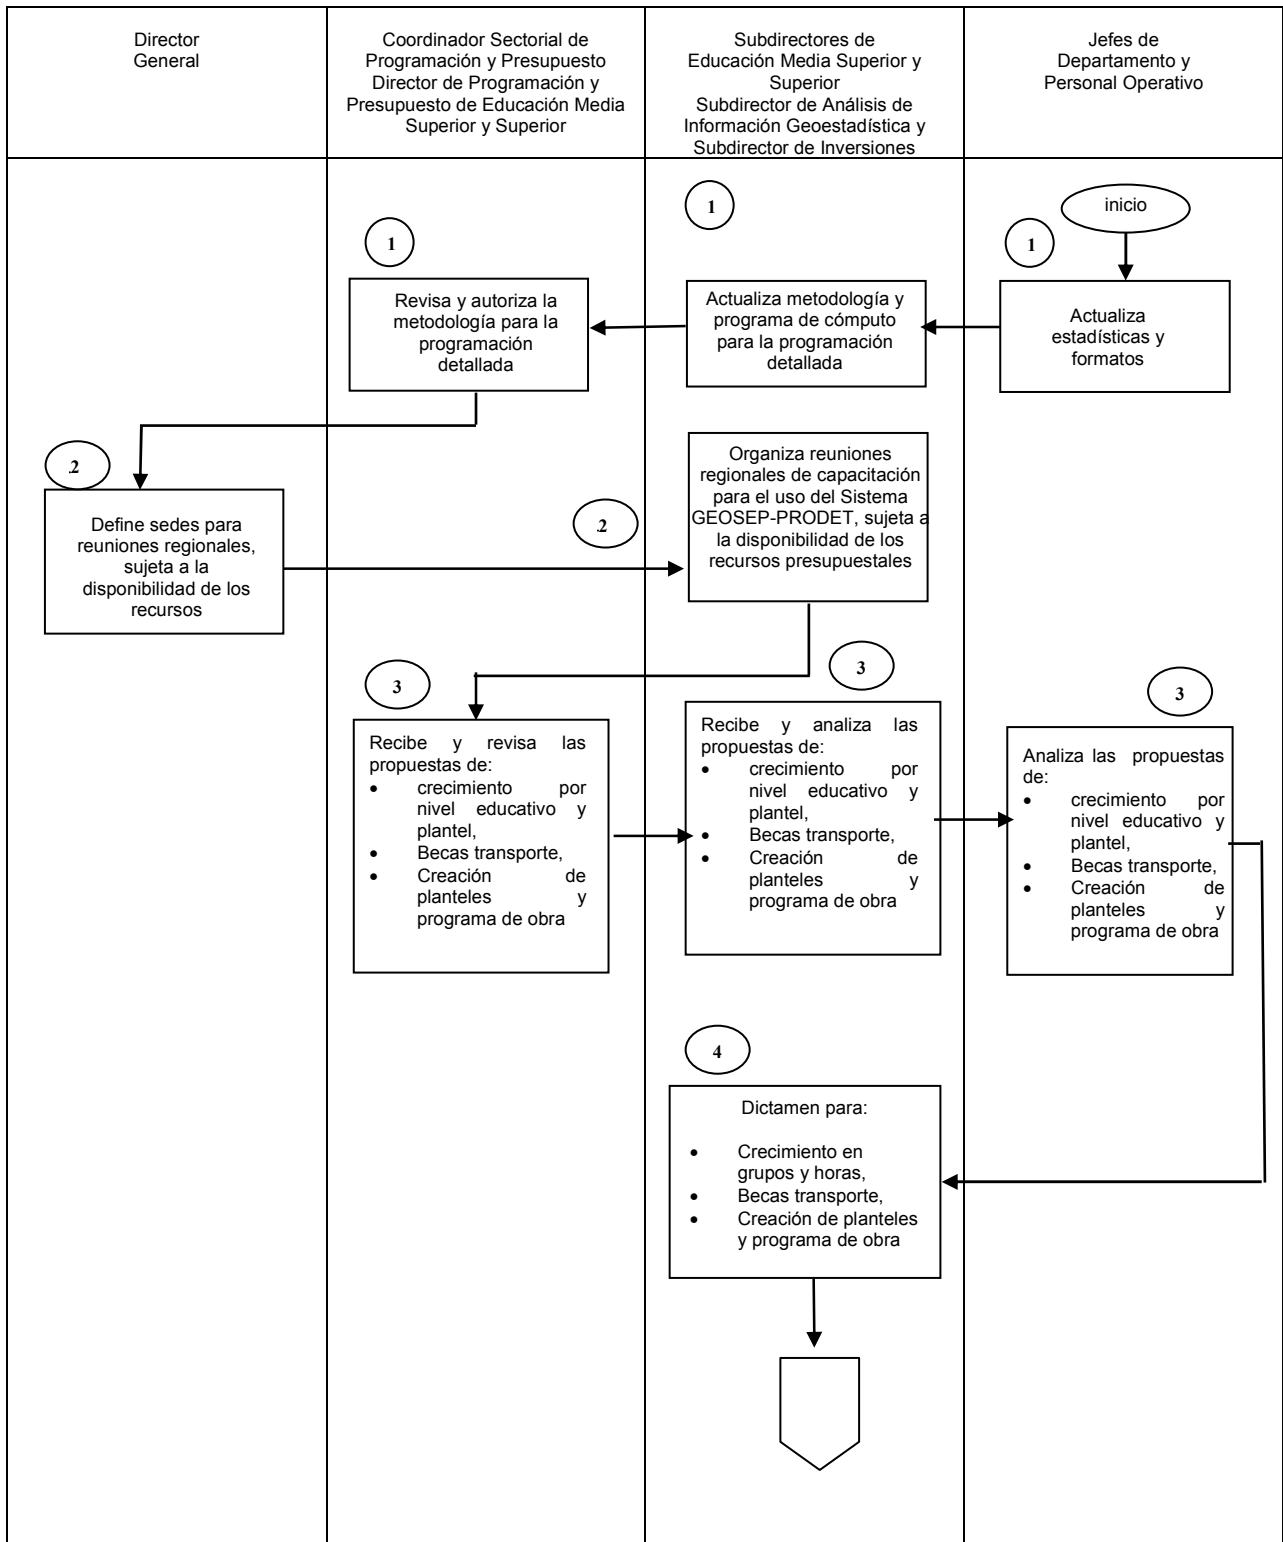 Director
General
Coordinador Sectorial de
Programación y Presupuesto
Director de Programación y
Presupuesto de Educación Media
Superior y Superior
Subdirectores de
Educación Media Superior y
Superior
Subdirector de Análisis de
Información Geoestadística y
Subdirector de Inversiones
Jefes de
Departamento y
Personal Operativo
inicio
1
Actualiza
estadísticas y
formatos
1
Actualiza metodología y
programa de cómputo
para la programación
detallada
1
Revisa y autoriza la
metodología para la
programación
detallada
2
Define sedes para
reuniones regionales,
sujeta a la
disponibilidad de los
recursos
2
Organiza reuniones
regionales de capacitación
para el uso del Sistema
GEOSEP-PRODET, sujeta a
la disponibilidad de los
recursos presupuestales
3
Recibe y revisa las
propuestas de:
• crecimiento por
nivel educativo y
plantel,
• Becas transporte,
• Creación de
planteles y
programa de obra
3
Recibe y analiza las
propuestas de:
• crecimiento por
nivel educativo y
plantel,
• Becas transporte,
• Creación de
planteles y
programa de obra
3
Analiza las propuestas
de:
• crecimiento por
nivel educativo y
plantel,
• Becas transporte,
• Creación de
planteles y
programa de obra
4
Dictamen para:
• Crecimiento en
grupos y horas,
• Becas transporte,
• Creación de planteles
y programa de obra